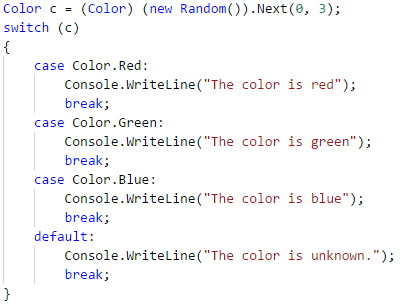 Color c = (Color) (new Random()).Next(0, 3);
switch (c)
{
    case Color.Red:
        Console.WriteLine("The color is red");
        break;
    case Color.Green:
        Console.WriteLine("The color is green");
        break;
    case Color.Blue:
        Console.WriteLine("The color is blue");
        break;
    default:
        Console.WriteLine("The color is unknown.");
        break;
}